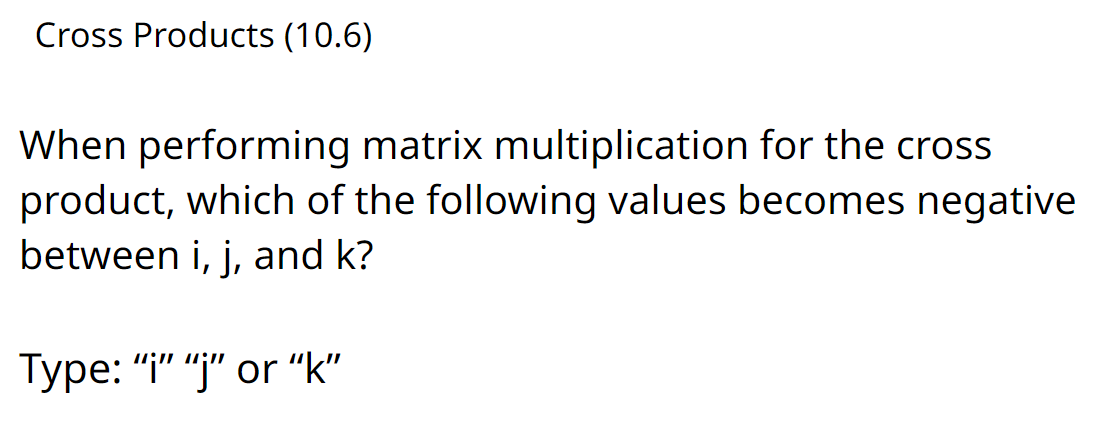 Cross Products (10.6)
When performing matrix multiplication for the cross
product, which of the following values becomes negative
between i, j, and k?
Type: “i” “j” or “k”